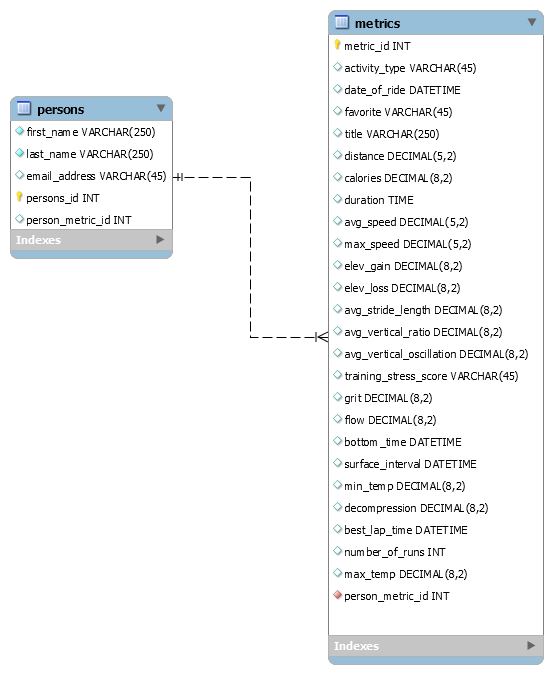 persons
first_name VARCHAR(250)
last_name VARCHAR(250)
email_address VARCHAR(45)
persons_id INT
person_metric_id INT
Indexes
metrics
metric_id INT
activity_type VARCHAR(45)
date_of_ride DATETIME
favorite VARCHAR(45)
title VARCHAR(250)
distance DECIMAL(5,2)
calories DECIMAL(8,2)
duration TIME
avg_speed DECIMAL(5,2)
max_speed DECIMAL(5,2)
elev_gain DECIMAL(8,2)
elev_loss DECIMAL(8,2)
avg_stride_length DECIMAL(8,2)
avg_vertical_ratio DECIMAL(8,2)
avg_vertical_oscillation DECIMAL(8,2)
training_stress_score VARCHAR(45)
grit DECIMAL(8,2)
flow DECIMAL(8,2)
bottom_time DATETIME
surface_interval DATETIME
min_temp DECIMAL(8,2)
decompression DECIMAL(8,2)
best_lap_time DATETIME
number_of_runs INT
max_temp DECIMAL(8,2)
person_metric_id INT
Indexes